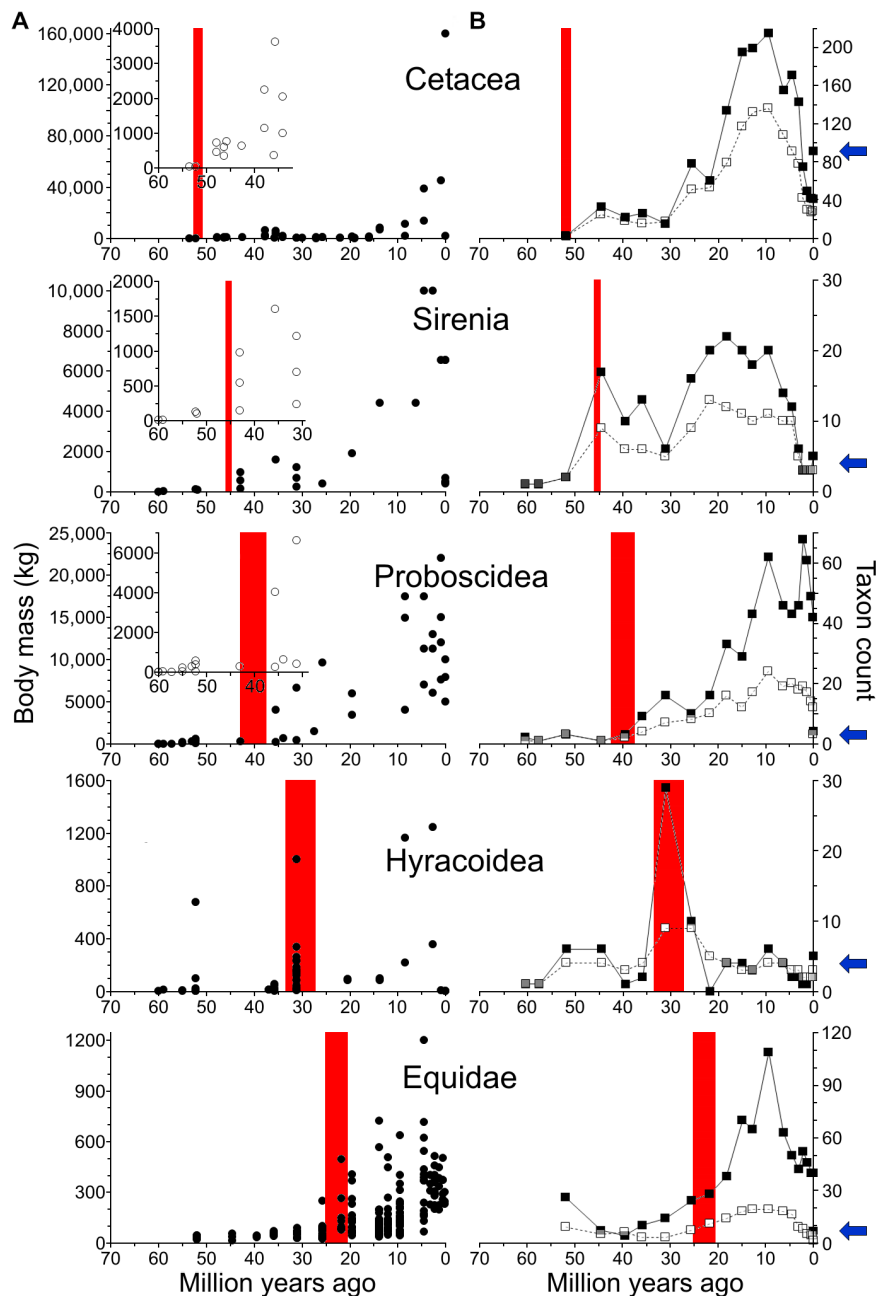 A
B
160,000
120,000
80,000
40,000
0
4000
3000
2000
1000
0
60 50 40
Cetacea
200
160
120
80
40
0
70 60 50 40 30 20 10 0
70 60 50 40 30 20 10 0
10,000
8000
6000
4000
2000
0
2000
1500
1000
500
0
60 50 40 30
Sirenia
30
20
10
0
70 60 50 40 30 20 10 0
70 60 50 40 30 20 10 0
Body mass (kg)
25,000
20,000
15,000
10,000
5000
0
6000
4000
2000
0
60 50 40
Proboscidea
60
40
20
0
Taxon count
70 60 50 40 30 20 10 0
70 60 50 40 30 20 10 0
1600
1200
800
400
0
Hyracoidea
30
20
10
0
70 60 50 40 30 20 10 0
70 60 50 40 30 20 10 0
1200
900
600
300
0
Equidae
120
90
60
30
0
70 60 50 40 30 20 10 0
70 60 50 40 30 20 10 0
Million years ago
Million years ago